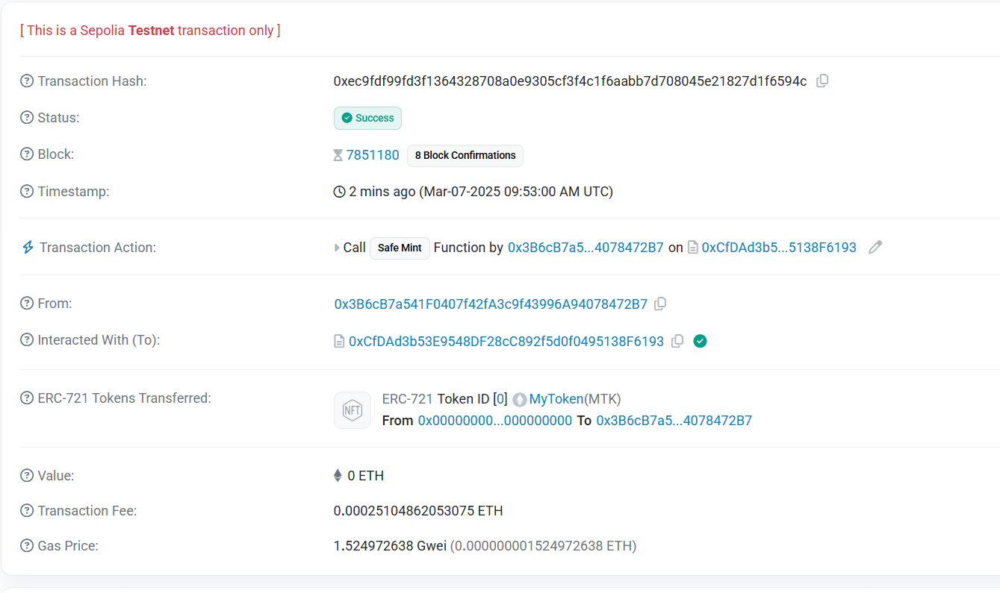 [ This is a Sepolia Testnet transaction only ]
Transaction Hash: 0xec9fdf99fd3f1364328708a0e9305cf3f4c1f6aabb7d708045e21827d1f6594c
Status: Success
Block: 7851180 8 Block Confirmations
Timestamp: 2 mins ago (Mar-07-2025 09:53:00 AM UTC)
Transaction Action: Call Safe Mint Function by 0x3B6cB7a5...4078472B7 on 0xCfDAd3b5...5138F6193
From: 0x3B6cB7a541F0407f42fA3c9f43996A94078472B7
Interacted With (To): 0xCfDAd3b53E9548DF28cC892f5d0f0495138F6193
ERC-721 Tokens Transferred: NFT ERC-721 Token ID [0] MyToken(MTK)
From 0x00000000...000000000 To 0x3B6cB7a5...4078472B7
Value: 0 ETH
Transaction Fee: 0.00025104862053075 ETH
Gas Price: 1.524972638 Gwei (0.000000001524972638 ETH)